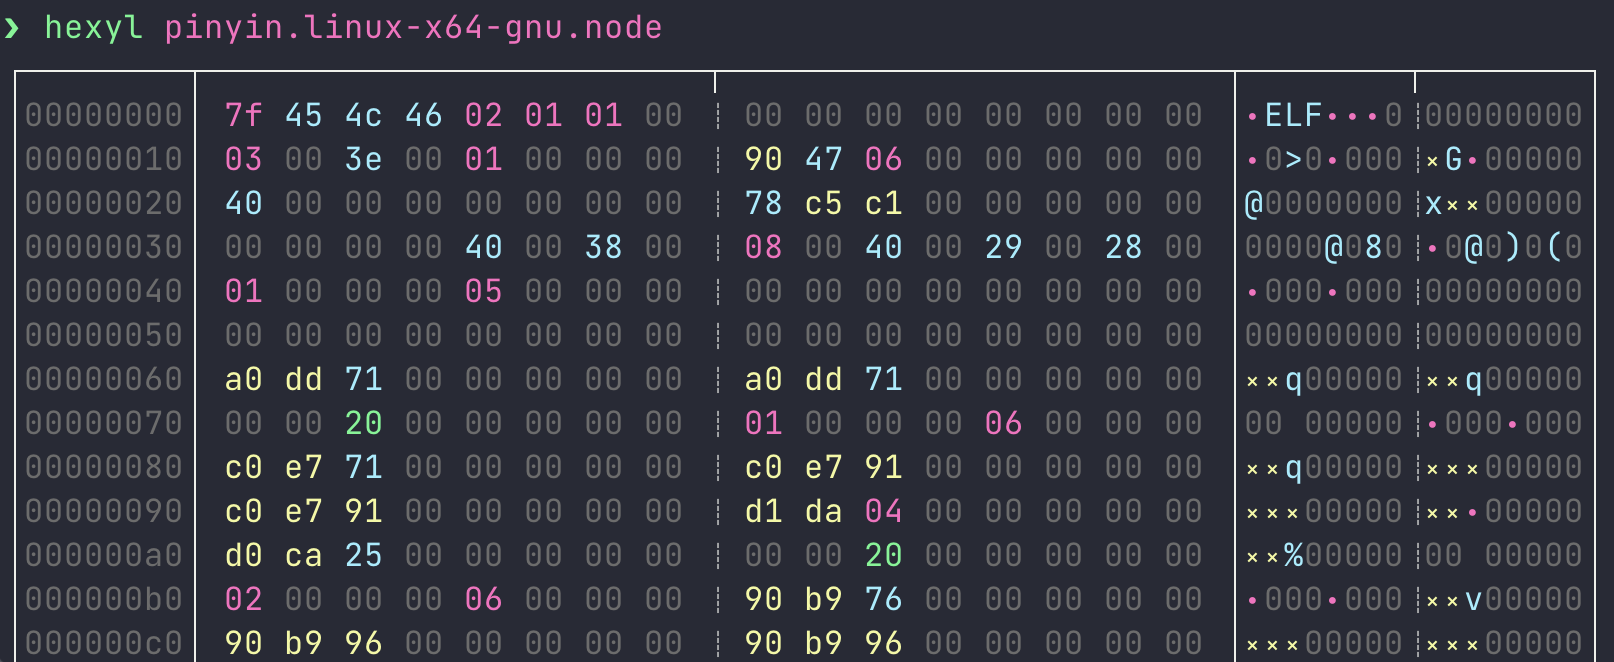 ❯ hexyl pinyin.linux-x64-gnu.node
00000000 7f 45 4c 46 02 01 01 00 ┊ 00 00 00 00 00 00 00 00 •ELF•••0┊00000000
00000010 03 00 3e 00 01 00 00 00 ┊ 90 47 06 00 00 00 00 00 •0>0•000┊×G•00000
00000020 40 00 00 00 00 00 00 00 ┊ 78 c5 c1 00 00 00 00 00 @0000000┊x××00000
00000030 00 00 00 00 40 00 38 00 ┊ 08 00 40 00 29 00 28 00 0000@080┊•0@0)0(0
00000040 01 00 00 00 05 00 00 00 ┊ 00 00 00 00 00 00 00 00 •000•000┊00000000
00000050 00 00 00 00 00 00 00 00 ┊ 00 00 00 00 00 00 00 00 00000000┊00000000
00000060 a0 dd 71 00 00 00 00 00 ┊ a0 dd 71 00 00 00 00 00 ××q00000┊××q00000
00000070 00 00 20 00 00 00 00 00 ┊ 01 00 00 00 06 00 00 00 00 00000┊•000•000
00000080 c0 e7 71 00 00 00 00 00 ┊ c0 e7 91 00 00 00 00 00 ××q00000┊×××00000
00000090 c0 e7 91 00 00 00 00 00 ┊ d1 da 04 00 00 00 00 00 ×××00000┊××•00000
000000a0 d0 ca 25 00 00 00 00 00 ┊ 00 00 20 00 00 00 00 00 ××%00000┊00 00000
000000b0 02 00 00 00 06 00 00 00 ┊ 90 b9 76 00 00 00 00 00 •000•000┊××v00000
000000c0 90 b9 96 00 00 00 00 00 ┊ 90 b9 96 00 00 00 00 00 ×××00000┊×××00000